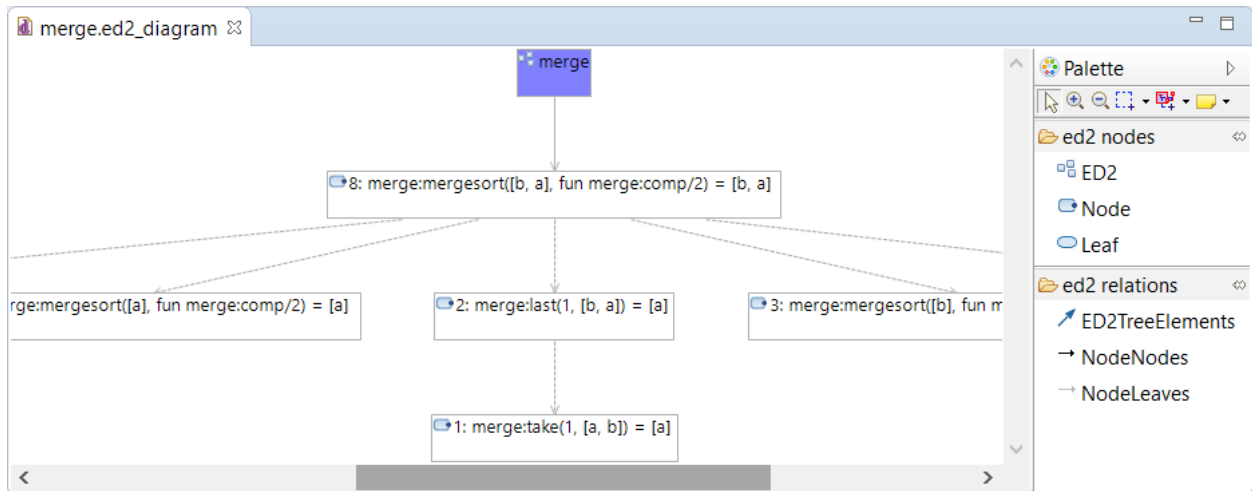 merge.ed2_diagram
merge
8: merge:mergesort([b, a], fun merge:comp/2) = [b, a]
rge:mergesort([a], fun merge:comp/2) = [a]
2: merge:last(1, [b, a]) = [a]
3: merge:mergesort([b], fun m
1: merge:take(1, [a, b]) = [a]
Palette
ed2 nodes
ED2
Node
Leaf
ed2 relations
ED2TreeElements
NodeNodes
NodeLeaves